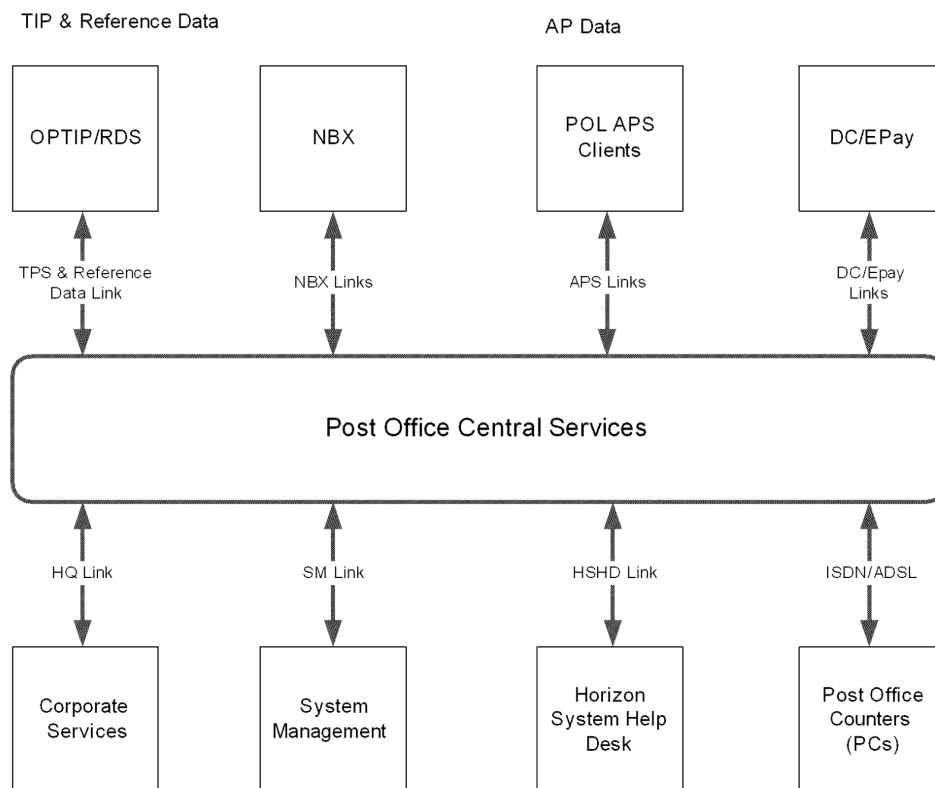 TIP & Reference Data
AP Data
OPTIP/RDS
NBX
POL APS
Clients
DC/EPay
TPS & Reference
Data Link
NBX Links
APS Links
DC/Epay
Links
Post Office Central Services
HQ Link
SM Link
HSHD Link
ISDN/ADSL
Corporate
Services
System
Management
Horizon
System Help
Desk
Post Office
Counters
(PCs)